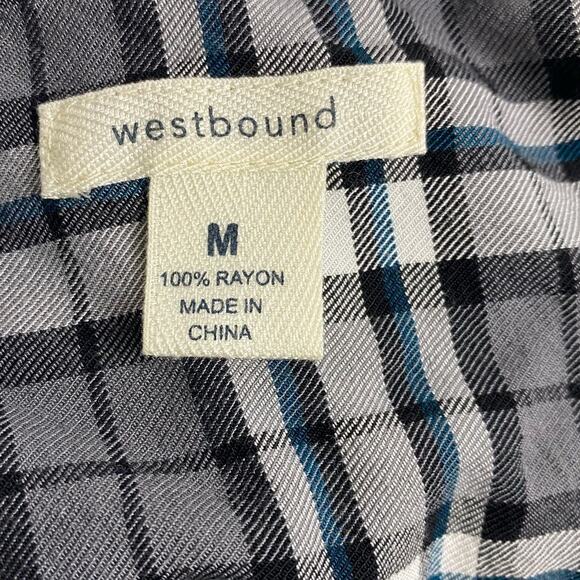 westbound
M
100% RAYON
MADE IN
CHINA